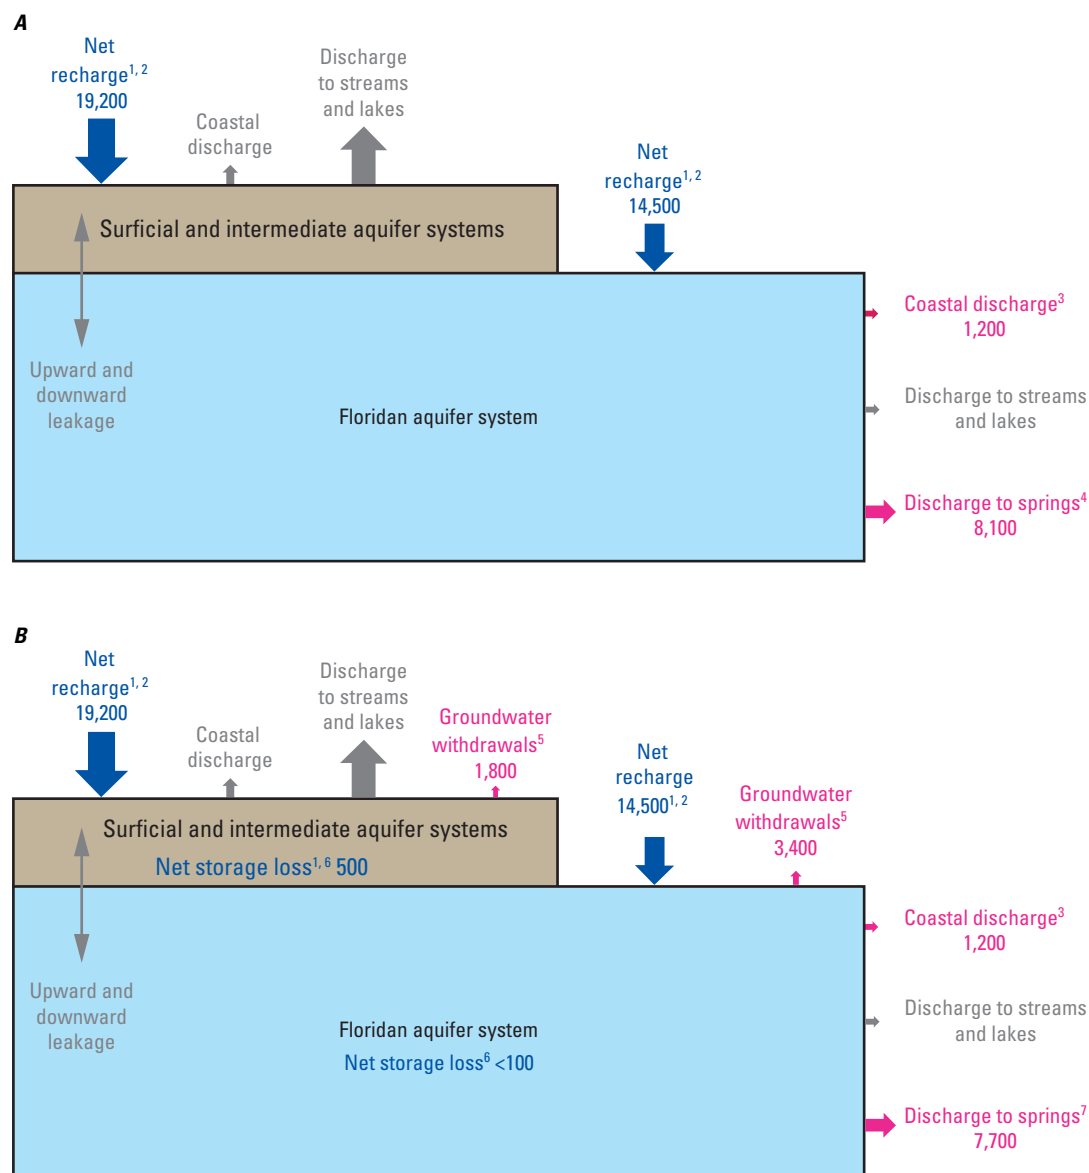 A
Net
recharge1, 2
19,200
Coastal
discharge
Discharge
to streams
and lakes
Net
recharge1, 2
14,500
Surficial and intermediate aquifer systems
Coastal discharge3
1,200
Upward and
downward
leakage
Floridan aquifer system
Discharge to streams
and lakes
Discharge to springs4
8,100
B
Net
recharge1, 2
19,200
Coastal
discharge
Discharge
to streams
and lakes
Groundwater
withdrawals5
1,800
Net
recharge
14,5001, 2
Groundwater
withdrawals5
3,400
Surficial and intermediate aquifer systems
Net storage loss1, 6 500
Coastal discharge3
1,200
Upward and
downward
leakage
Floridan aquifer system
Net storage loss6 <100
Discharge to streams
and lakes
Discharge to springs7
7,700